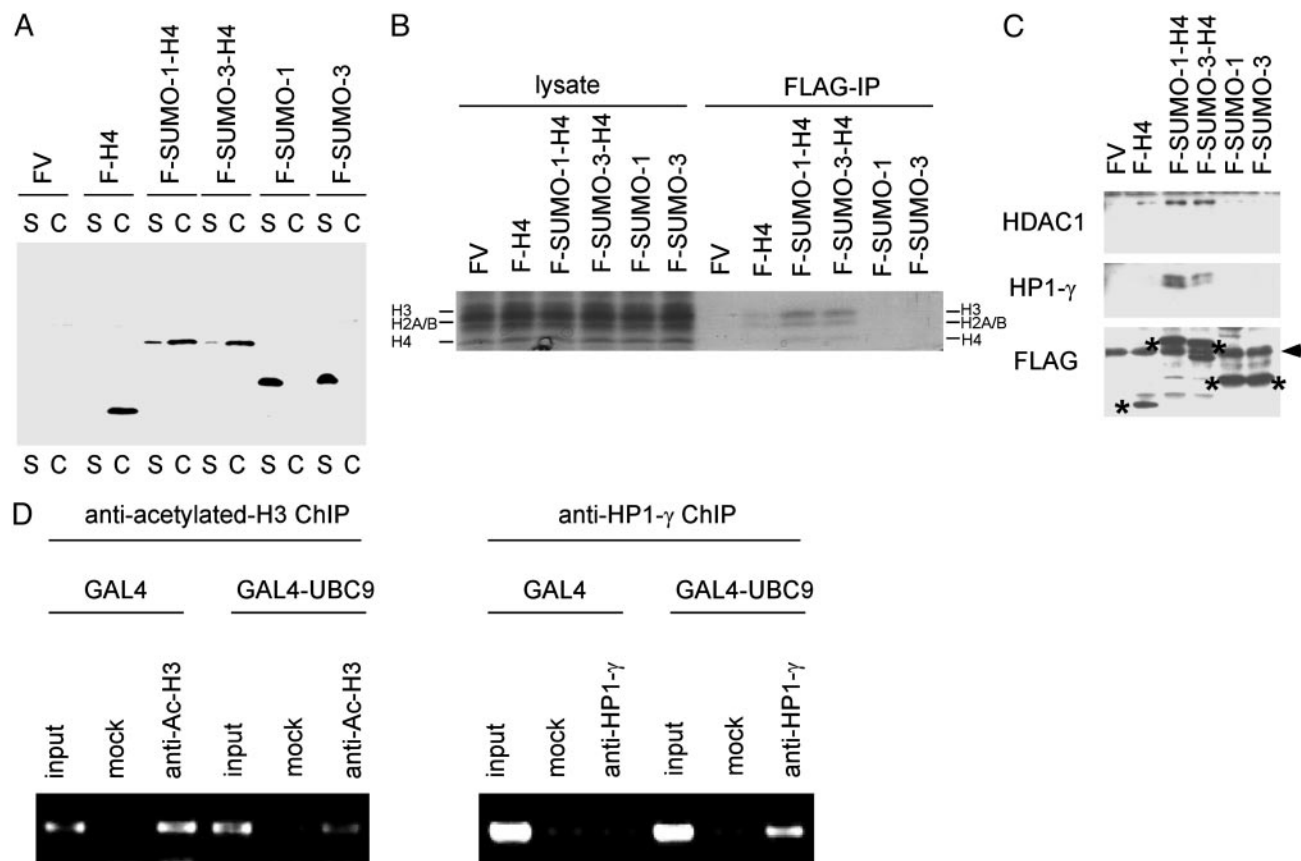 A
FV
F-H4
F-SUMO-1-H4
F-SUMO-3-H4
F-SUMO-1
F-SUMO-3
S C S C S C S C S C S C
S C S C S C S C S C S C
B
lysate FLAG-IP
FV
F-H4
F-SUMO-1-H4
F-SUMO-3-H4
F-SUMO-1
F-SUMO-3
FV
F-H4
F-SUMO-1-H4
F-SUMO-3-H4
F-SUMO-1
F-SUMO-3
H3
H2A/B
H4
H3
H2A/B
H4
C
FV
F-H4
F-SUMO-1-H4
F-SUMO-3-H4
F-SUMO-1
F-SUMO-3
HDAC1
HP1-γ
FLAG
* * * * *
D
anti-acetylated-H3 ChIP
GAL4 GAL4-UBC9
input
mock
anti-Ac-H3
input
mock
anti-Ac-H3
anti-HP1-γ ChIP
GAL4 GAL4-UBC9
input
mock
anti-HP1-γ
input
mock
anti-HP1-γ